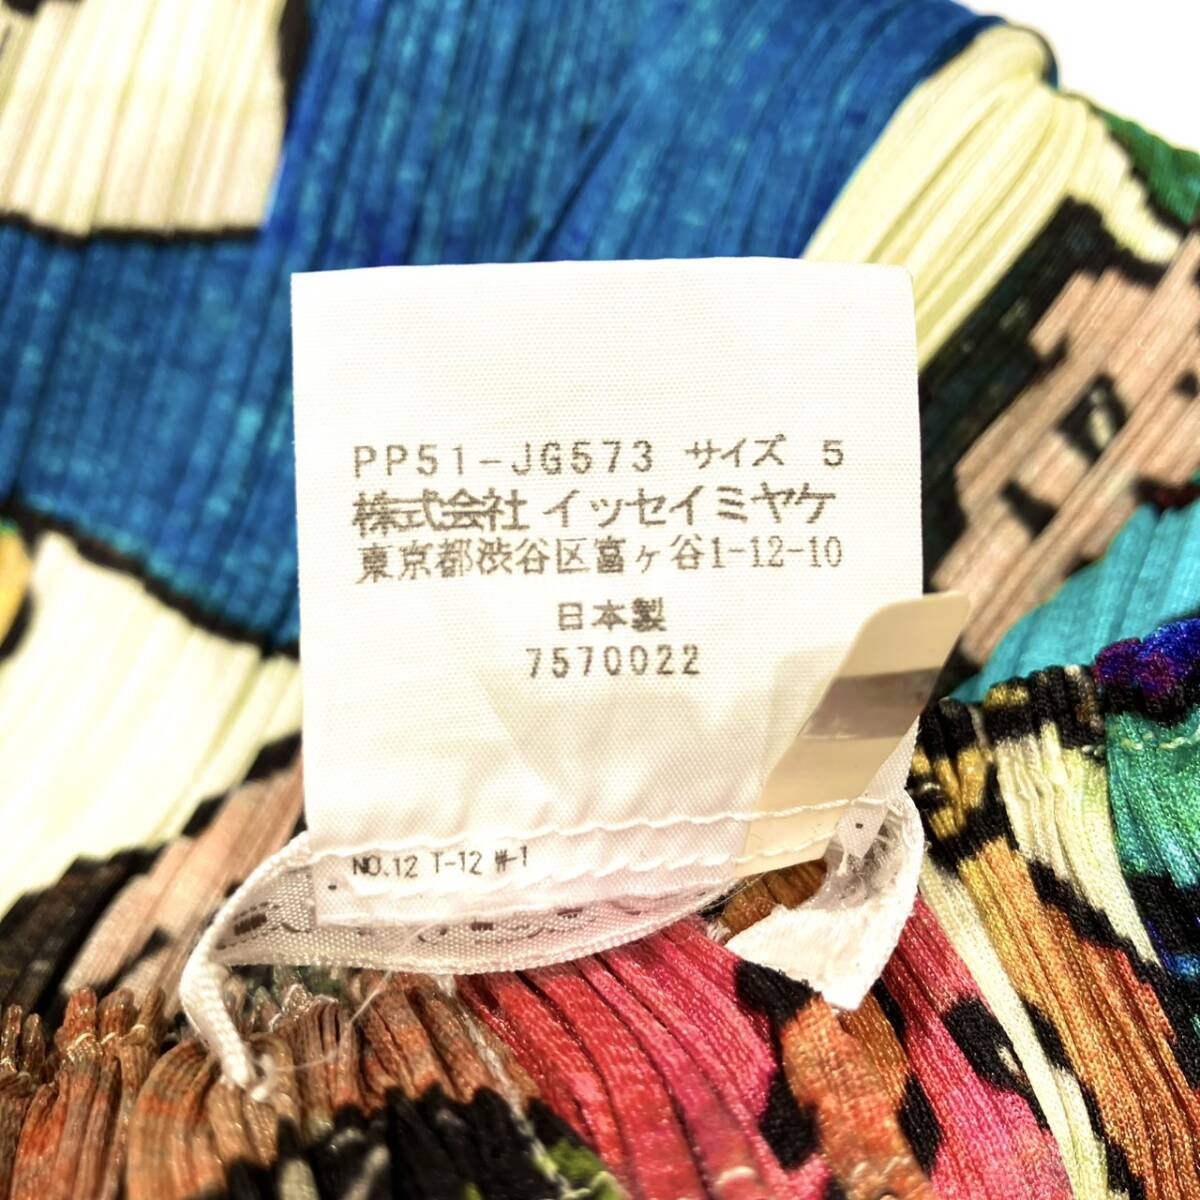 PP51-JG573 サイズ 5
株式会社 イッセイミヤケ
東京都渋谷区富ヶ谷1-12-10
日本製
7570022
NO.12 T-12 #-1